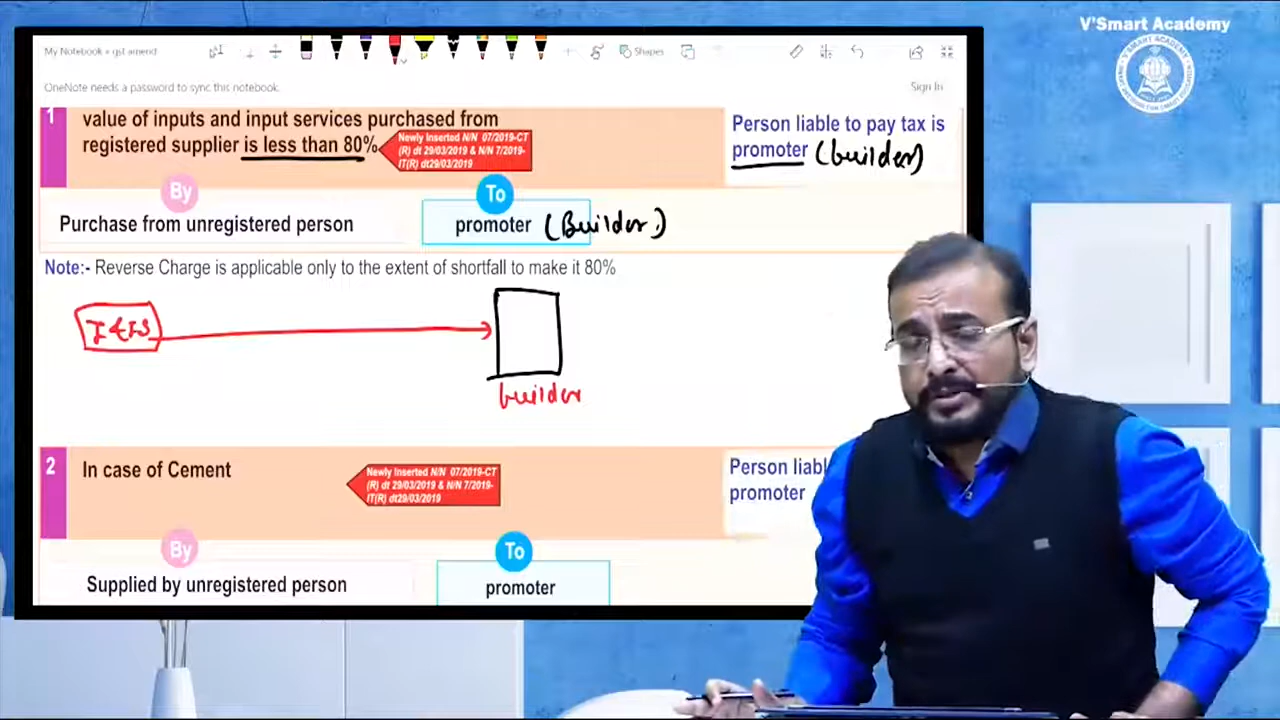 V'Smart Academy
My Notebook » gst amend
Shapes
OneNote needs a password to sync this notebook.
Sign In
1
value of inputs and input services purchased from
registered supplier is less than 80%
Newly Inserted N/N 07/2019-CT
(R) dt 29/03/2019 & N/N 7/2019-
IT(R) dt29/03/2019
Person liable to pay tax is
promoter (builder)
By
To
Purchase from unregistered person
promoter (Builder)
Note:- Reverse Charge is applicable only to the extent of shortfall to make it 80%
I & IS
builder
2
In case of Cement
Newly Inserted N/N 07/2019-CT
(R) dt 29/03/2019 & N/N 7/2019-
IT(R) dt29/03/2019
Person liabl
promoter
By
To
Supplied by unregistered person
promoter